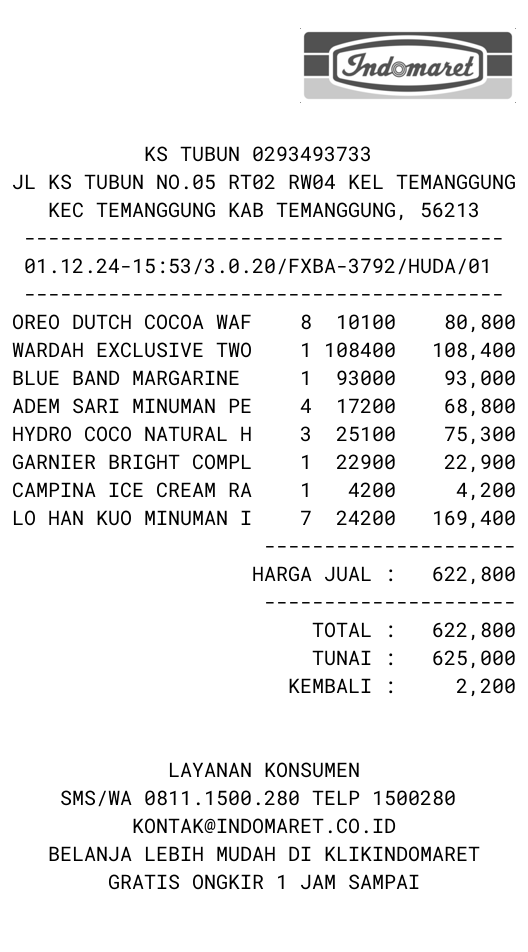 Indomaret
KS TUBUN 0293493733
JL KS TUBUN NO.05 RT02 RW04 KEL TEMANGGUNG
KEC TEMANGGUNG KAB TEMANGGUNG, 56213
----------------------------------------
01.12.24-15:53/3.0.20/FXBA-3792/HUDA/01
----------------------------------------
OREO DUTCH COCOA WAF 8 10100 80,800
WARDAH EXCLUSIVE TWO 1 108400 108,400
BLUE BAND MARGARINE 1 93000 93,000
ADEM SARI MINUMAN PE 4 17200 68,800
HYDRO COCO NATURAL H 3 25100 75,300
GARNIER BRIGHT COMPL 1 22900 22,900
CAMPINA ICE CREAM RA 1 4200 4,200
LO HAN KUO MINUMAN I 7 24200 169,400
---------------------
HARGA JUAL : 622,800
---------------------
TOTAL : 622,800
TUNAI : 625,000
KEMBALI : 2,200
LAYANAN KONSUMEN
SMS/WA 0811.1500.280 TELP 1500280
KONTAK@INDOMARET.CO.ID
BELANJA LEBIH MUDAH DI KLIKINDOMARET
GRATIS ONGKIR 1 JAM SAMPAI